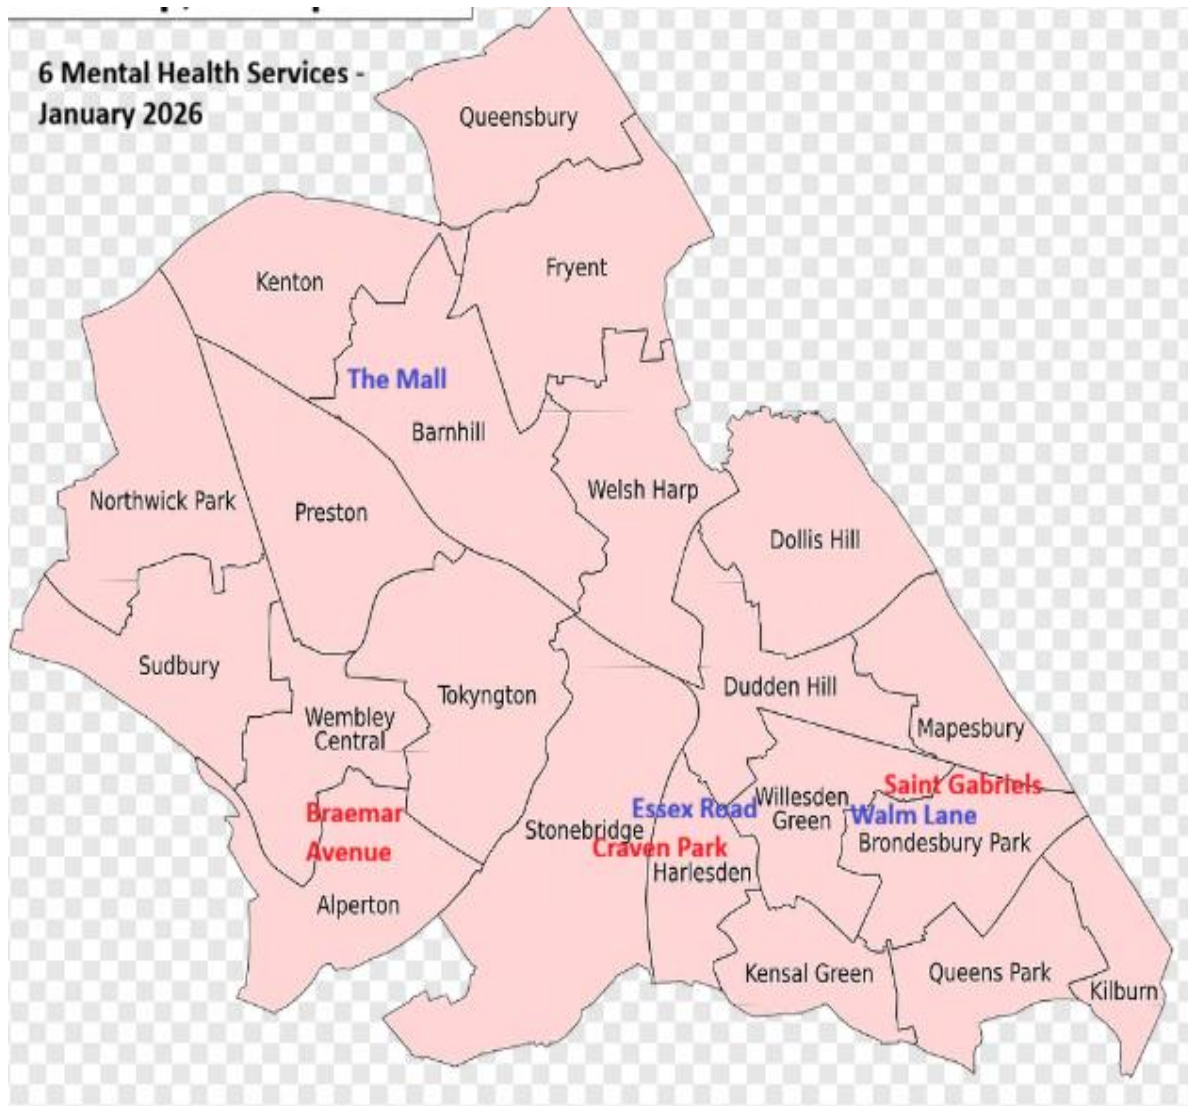 6 Mental Health Services -
January 2026
Queensbury
Fryent
Kenton
The Mall
Barnhill
Welsh Harp
Northwick Park
Preston
Dollis Hill
Sudbury
Tokyngton
Dudden Hill
Wembley
Central
Mapesbury
Saint Gabriels
Braemar
Avenue
Essex Road
Willesden
Green
Walm Lane
Stonebridge
Craven Park
Brondesbury Park
Harlesden
Alperton
Kensal Green
Queens Park
Kilburn